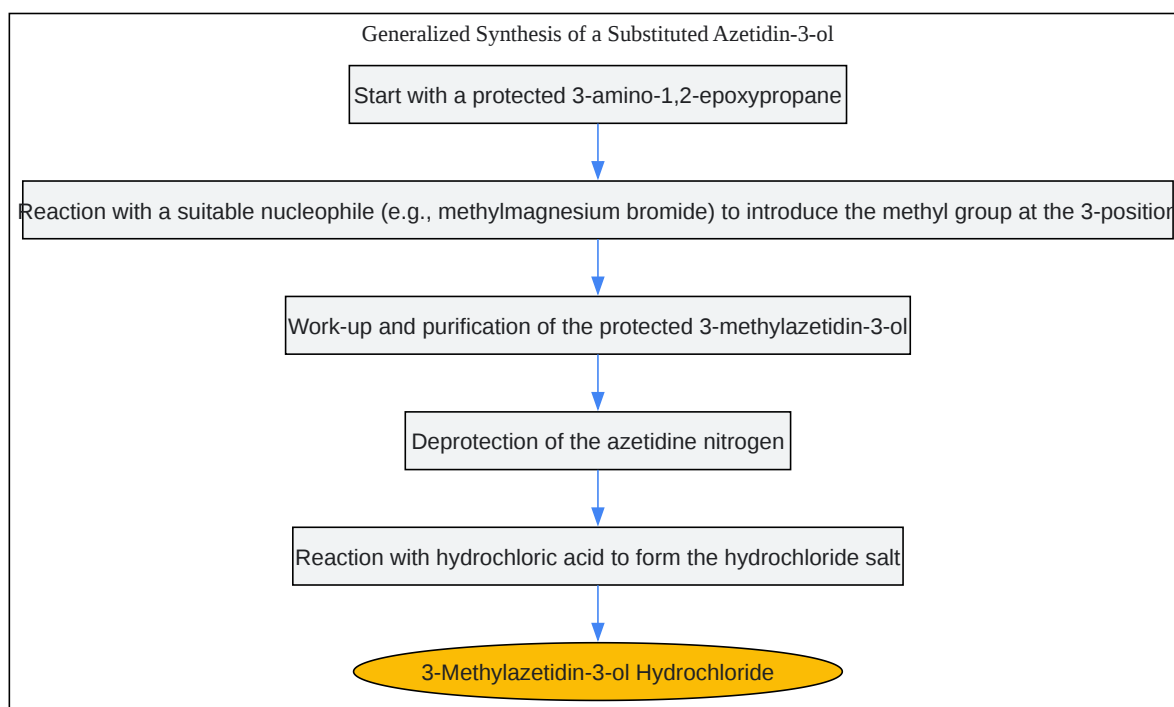 Generalized Synthesis of a Substituted Azetidin-3-ol
Start with a protected 3-amino-1,2-epoxypropane
Reaction with a suitable nucleophile (e.g., methylmagnesium bromide) to introduce the methyl group at the 3-position
Work-up and purification of the protected 3-methylazetidin-3-ol
Deprotection of the azetidine nitrogen
Reaction with hydrochloric acid to form the hydrochloride salt
3-Methylazetidin-3-ol Hydrochloride